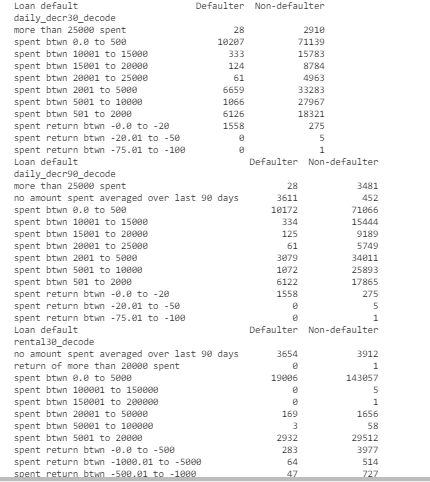 Loan default Defaulter Non-defaulter
daily_decr30_decode
more than 25000 spent 28 2910
spent btwn 0.0 to 500 10207 71139
spent btwn 10001 to 15000 333 15783
spent btwn 15001 to 20000 124 8784
spent btwn 20001 to 25000 61 4963
spent btwn 2001 to 5000 6659 33283
spent btwn 5001 to 10000 1066 27967
spent btwn 501 to 2000 6126 18321
spent return btwn -0.0 to -20 1558 275
spent return btwn -20.01 to -50 0 5
spent return btwn -75.01 to -100 0 1
Loan default Defaulter Non-defaulter
daily_decr90_decode
more than 25000 spent 28 3481
no amount spent averaged over last 90 days 3611 452
spent btwn 0.0 to 500 10172 71066
spent btwn 10001 to 15000 334 15444
spent btwn 15001 to 20000 125 9189
spent btwn 20001 to 25000 61 5749
spent btwn 2001 to 5000 3079 34011
spent btwn 5001 to 10000 1072 25893
spent btwn 501 to 2000 6122 17865
spent return btwn -0.0 to -20 1558 275
spent return btwn -20.01 to -50 0 5
spent return btwn -75.01 to -100 0 1
Loan default Defaulter Non-defaulter
rental30_decode
no amount spent averaged over last 90 days 3654 3912
return of more than 20000 spent 0 1
spent btwn 0.0 to 5000 19006 143057
spent btwn 100001 to 150000 0 5
spent btwn 150001 to 200000 0 1
spent btwn 20001 to 50000 169 1656
spent btwn 50001 to 100000 3 58
spent btwn 5001 to 20000 2932 29512
spent return btwn -0.0 to -500 283 3977
spent return btwn -1000.01 to -5000 64 514
spent return btwn -500.01 to -1000 47 727